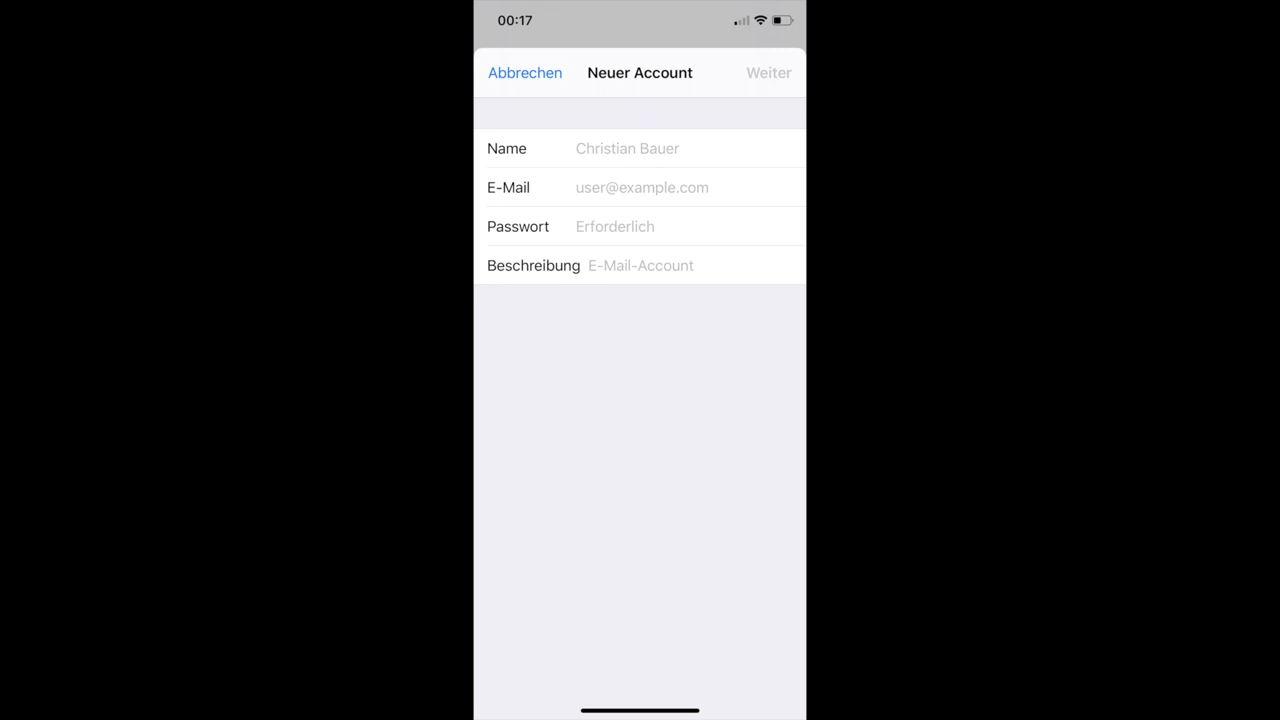 00:17
Abbrechen Neuer Account Weiter
Name Christian Bauer
E-Mail user@example.com
Passwort Erforderlich
Beschreibung E-Mail-Account